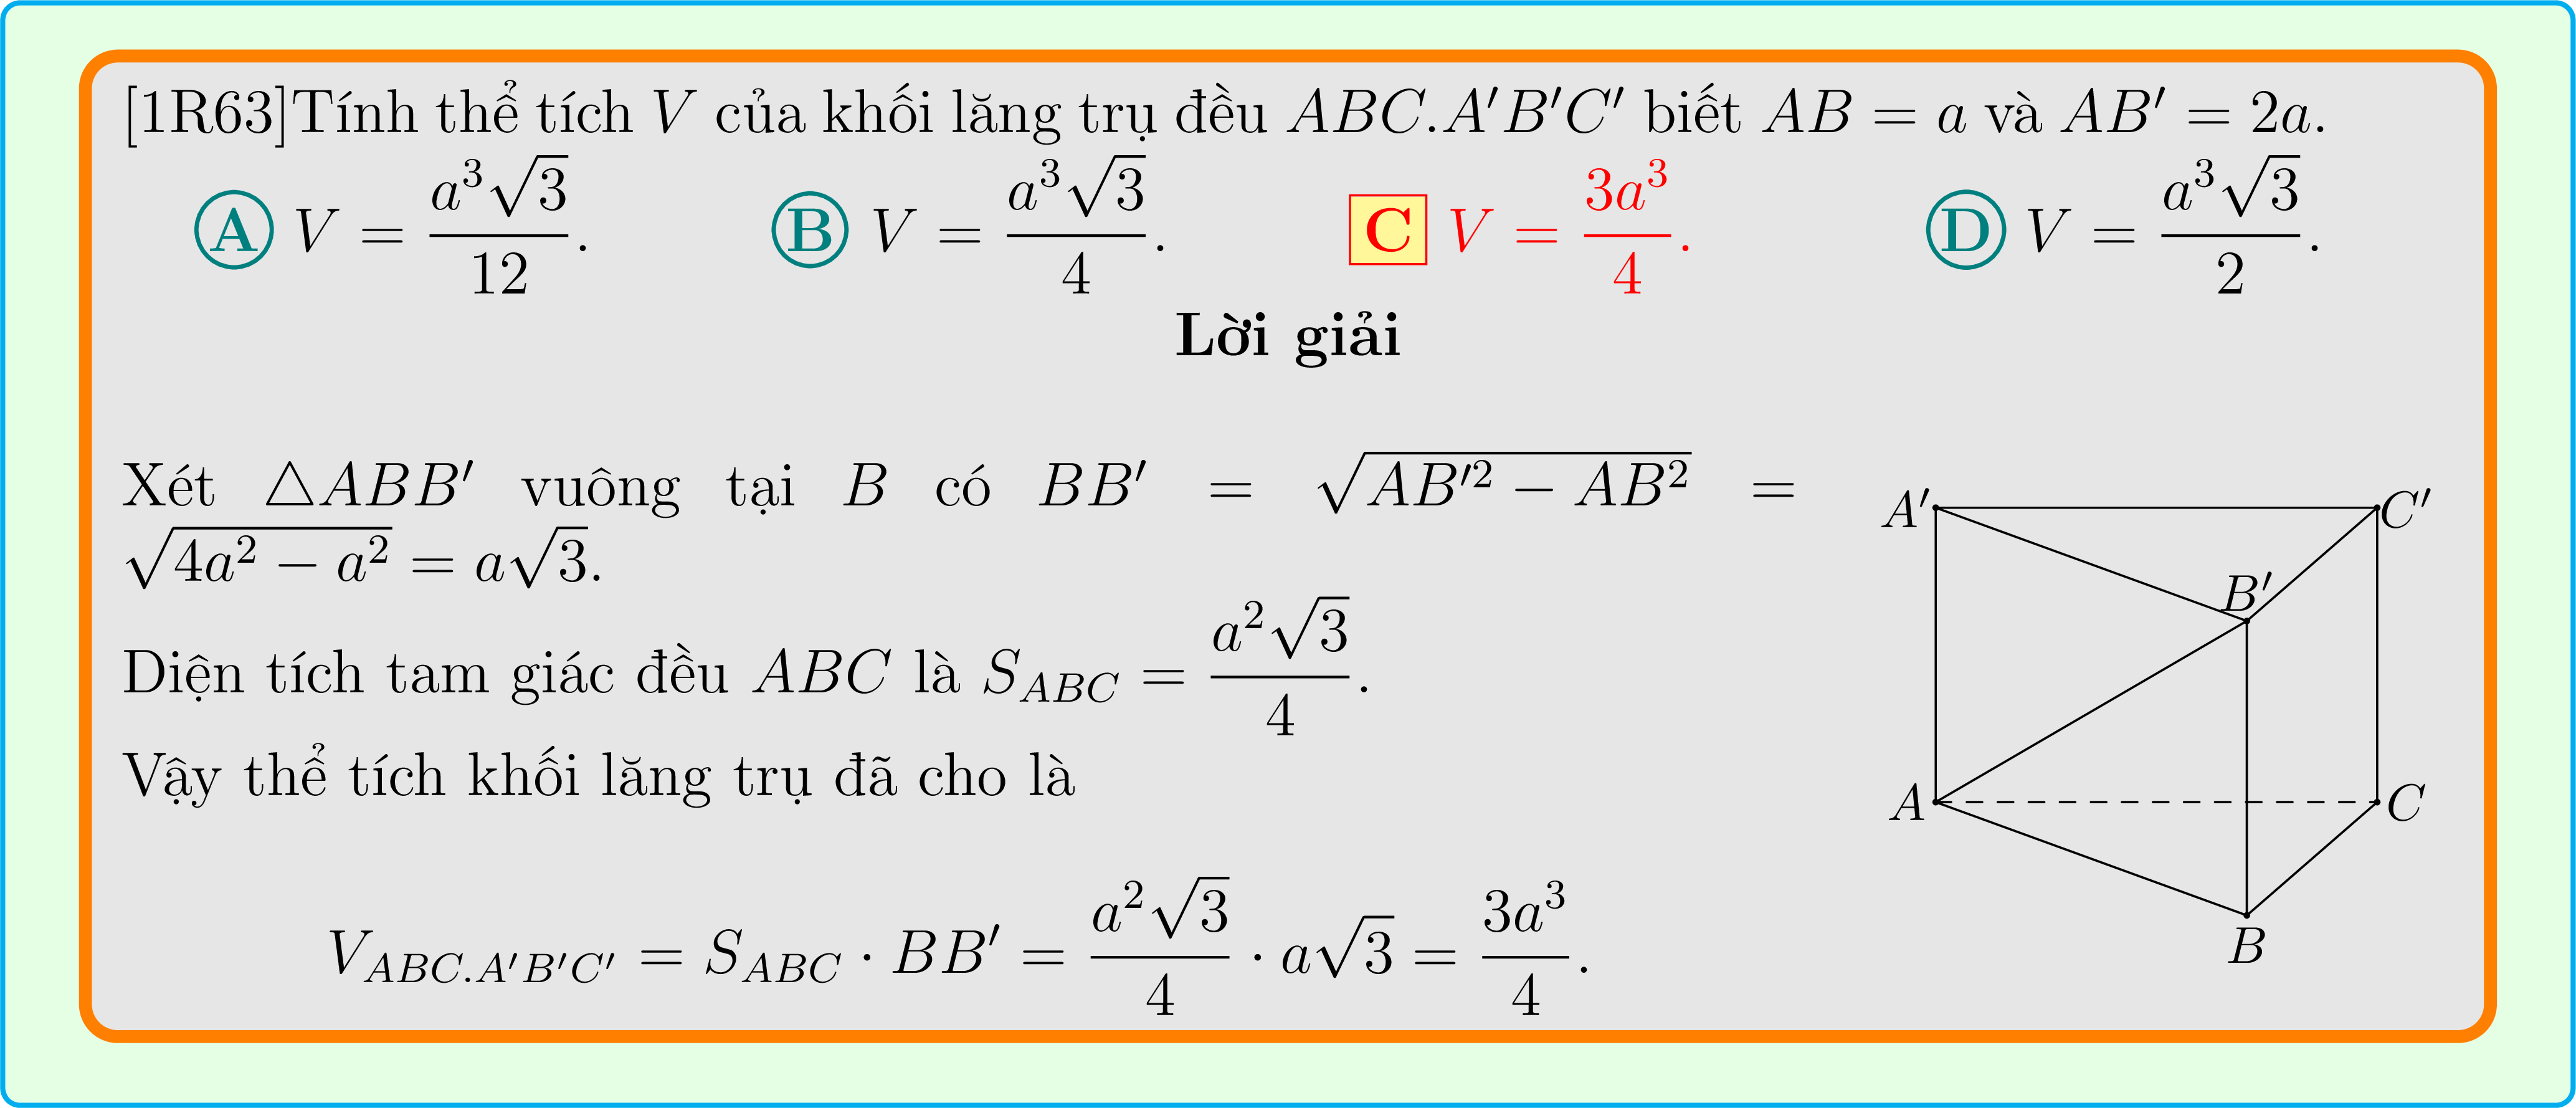 [1R63]Tính thể tích V của khối lăng trụ đều ABC.A′B′C′ biết AB = a và AB′ = 2a.
A V = \frac{a^3\sqrt{3}}{12}. B V = \frac{a^3\sqrt{3}}{4}. C V = \frac{3a^3}{4}. D V = \frac{a^3\sqrt{3}}{2}.
Lời giải
Xét △ABB′ vuông tại B có BB′ = \sqrt{AB′^2 − AB^2} =
\sqrt{4a^2 − a^2} = a\sqrt{3}.
Diện tích tam giác đều ABC là S_{ABC} = \frac{a^2\sqrt{3}}{4}.
Vậy thể tích khối lăng trụ đã cho là
V_{ABC.A′B′C′} = S_{ABC} · BB′ = \frac{a^2\sqrt{3}}{4} · a\sqrt{3} = \frac{3a^3}{4}.
A′
C′
B′
A
C
B